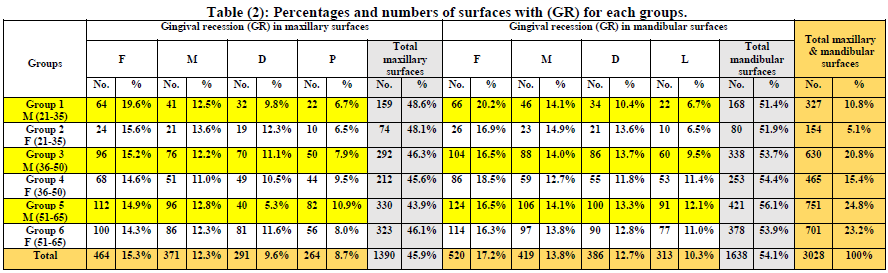 Table (2): Percentages and numbers of surfaces with (GR) for each groups.
Groups Gingival recession (GR) in maxillary surfaces Gingival recession (GR) in mandibular surfaces Total maxillary & mandibular surfaces
F M D P Total maxillary surfaces F M D L Total mandibular surfaces
No. % No. % No. % No. % No. % No. % No. % No. % No. % No. % No. %
Group 1 M (21-35) 64 19.6% 41 12.5% 32 9.8% 22 6.7% 159 48.6% 66 20.2% 46 14.1% 34 10.4% 22 6.7% 168 51.4% 327 10.8%
Group 2 F (21-35) 24 15.6% 21 13.6% 19 12.3% 10 6.5% 74 48.1% 26 16.9% 23 14.9% 21 13.6% 10 6.5% 80 51.9% 154 5.1%
Group 3 M (36-50) 96 15.2% 76 12.2% 70 11.1% 50 7.9% 292 46.3% 104 16.5% 88 14.0% 86 13.7% 60 9.5% 338 53.7% 630 20.8%
Group 4 F (36-50) 68 14.6% 51 11.0% 49 10.5% 44 9.5% 212 45.6% 86 18.5% 59 12.7% 55 11.8% 53 11.4% 253 54.4% 465 15.4%
Group 5 M (51-65) 112 14.9% 96 12.8% 40 5.3% 82 10.9% 330 43.9% 124 16.5% 106 14.1% 100 13.3% 91 12.1% 421 56.1% 751 24.8%
Group 6 F (51-65) 100 14.3% 86 12.3% 81 11.6% 56 8.0% 323 46.1% 114 16.3% 97 13.8% 90 12.8% 77 11.0% 378 53.9% 701 23.2%
Total 464 15.3% 371 12.3% 291 9.6% 264 8.7% 1390 45.9% 520 17.2% 419 13.8% 386 12.7% 313 10.3% 1638 54.1% 3028 100%